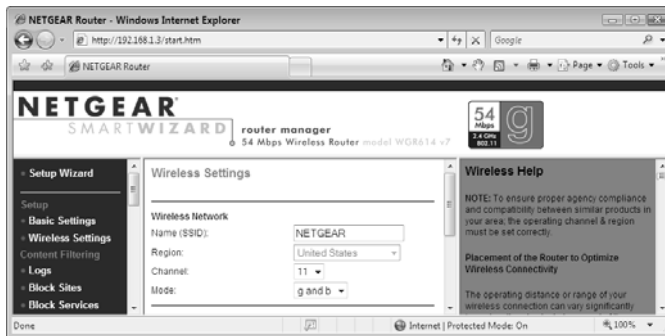 NETGEAR Router - Windows Internet Explorer
http://192.168.1.3/start.htm
Google
NETGEAR Router
Page
Tools
NETGEAR
SMARTWIZARD router manager
54 Mbps Wireless Router model WGR614 v7
54
Mbps
2.4 GHz
802.11
g
Setup Wizard
Setup
Basic Settings
Wireless Settings
Content Filtering
Logs
Block Sites
Block Services
Wireless Settings
Wireless Network
Name (SSID): NETGEAR
Region: United States
Channel: 11
Mode: g and b
Wireless Help
NOTE: To ensure proper agency compliance
and compatibility between similar products in
your area; the operating channel & region
must be set correctly.
Placement of the Router to Optimize
Wireless Connectivity
The operating distance or range of your
wireless connection can vary significantly
Done
Internet | Protected Mode: On
100%